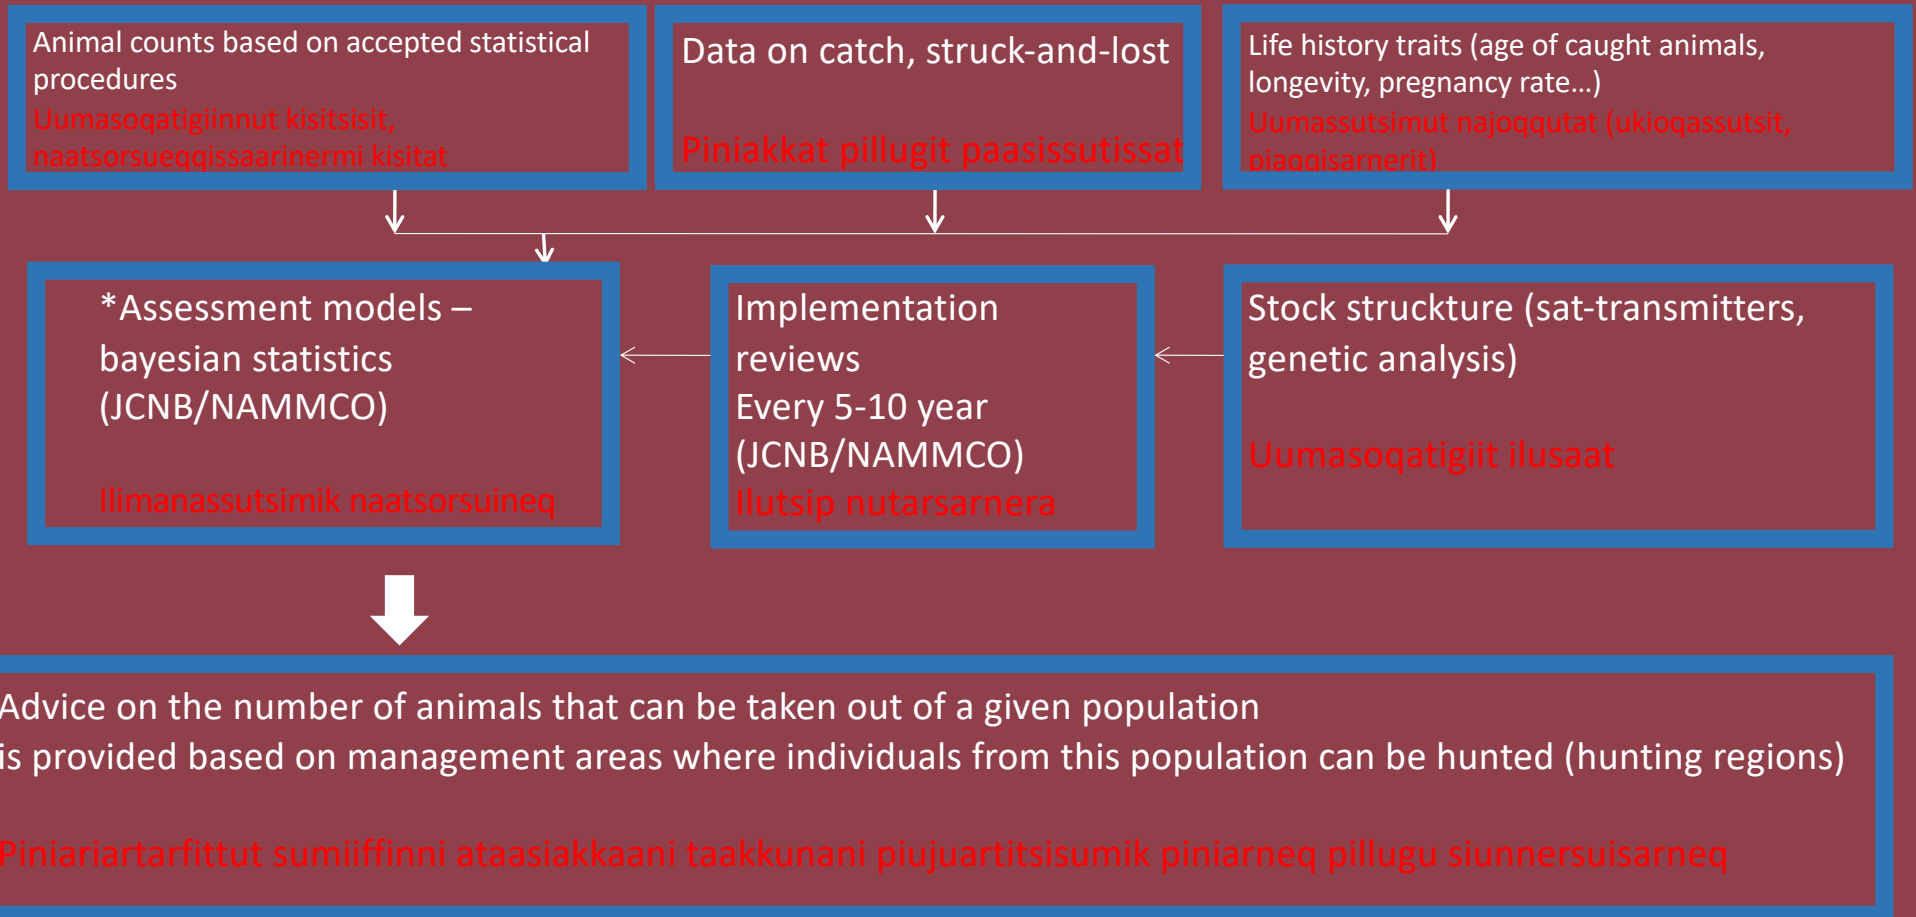 Animal counts based on accepted statistical
procedures
Uumasoqatigiinnut kisitsisit,
naatsorsueqqissaarinermi kisitat
Data on catch, struck-and-lost
Piniakkat pillugit paasissutissat
Life history traits (age of caught animals,
longevity, pregnancy rate...)
Uumassutsimut najoqqutat (ukioqassutsit,
piaqqisarnerit)
*Assessment models –
bayesian statistics
(JCNB/NAMMCO)
Ilimanassutsimik naatsorsuineq
Implementation
reviews
Every 5-10 year
(JCNB/NAMMCO)
Ilutsip nutarsarnera
Stock struckture (sat-transmitters,
genetic analysis)
Uumasoqatigiit ilusaat
Advice on the number of animals that can be taken out of a given population
is provided based on management areas where individuals from this population can be hunted (hunting regions)
Piniariartarfittut sumiiffinni ataasiakkaani taakkunani piujuartitsisumik piniarneq pillugu siunnersuisarneq